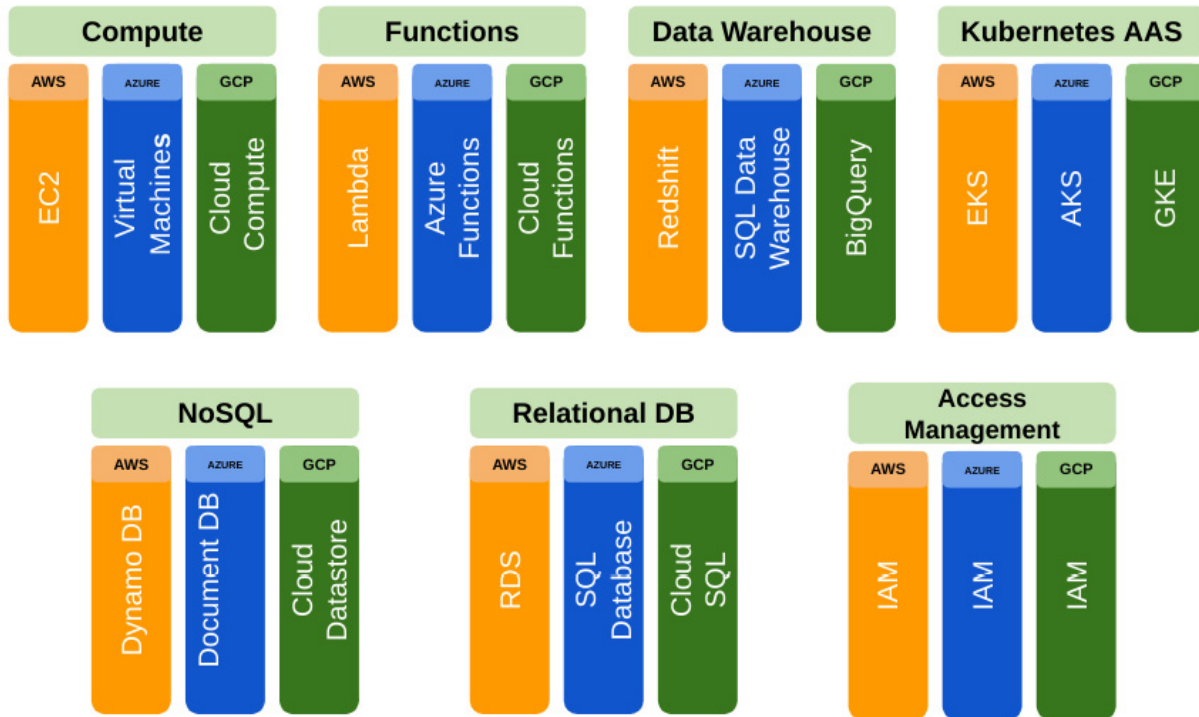 Compute
AWS
AZURE
GCP
EC2
Virtual
Machines
Cloud
Compute
Functions
AWS
AZURE
GCP
Lambda
Azure
Functions
Cloud
Functions
Data Warehouse
AWS
AZURE
GCP
Redshift
SQL Data
Warehouse
BigQuery
Kubernetes AAS
AWS
AZURE
GCP
EKS
AKS
GKE
NoSQL
AWS
AZURE
GCP
Dynamo DB
Document DB
Cloud
Datastore
Relational DB
AWS
AZURE
GCP
RDS
SQL
Database
Cloud
SQL
Access
Management
AWS
AZURE
GCP
IAM
IAM
IAM